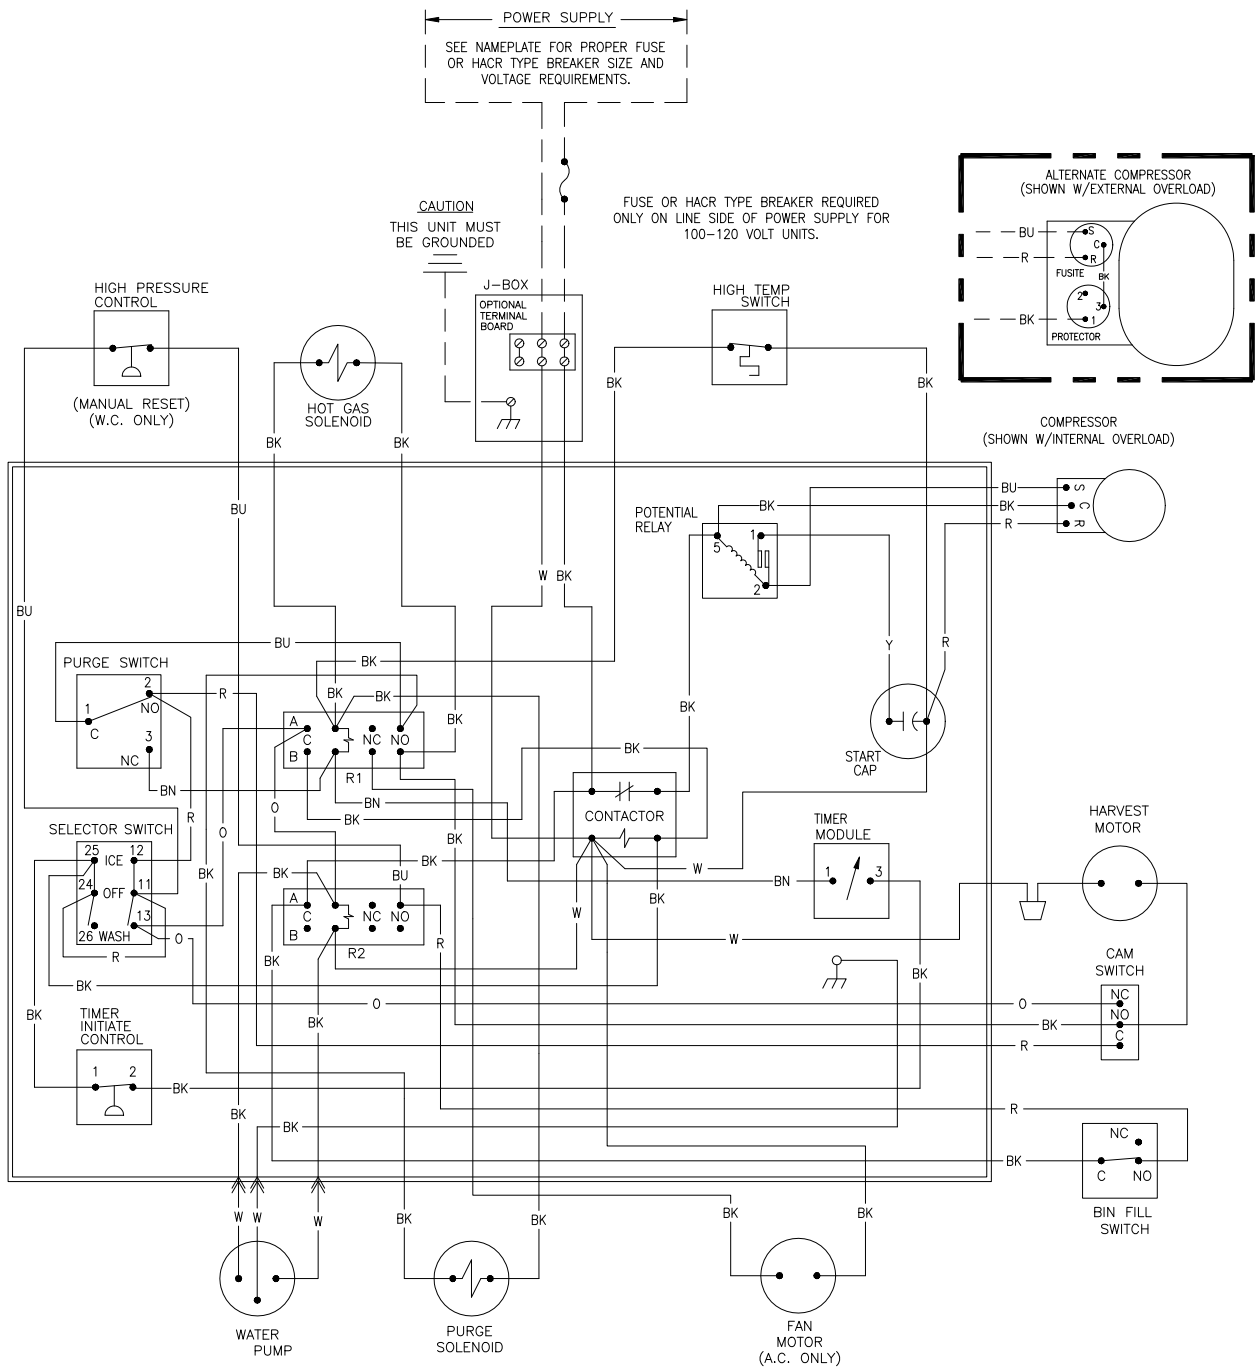 POWER SUPPLY
SEE NAMEPLATE FOR PROPER FUSE
OR HACR TYPE BREAKER SIZE AND
VOLTAGE REQUIREMENTS.
ALTERNATE COMPRESSOR
(SHOWN W/EXTERNAL OVERLOAD)
BU
S
C
R
R
FUSITE
BK
2
3
BK
1
PROTECTOR
FUSE OR HACR TYPE BREAKER REQUIRED
ONLY ON LINE SIDE OF POWER SUPPLY FOR
100-120 VOLT UNITS.
CAUTION
THIS UNIT MUST
BE GROUNDED
J-BOX
OPTIONAL
TERMINAL
BOARD
HIGH PRESSURE
CONTROL
(MANUAL RESET)
(W.C. ONLY)
HOT GAS
SOLENOID
HIGH TEMP
SWITCH
BK
BK
BK
BK
COMPRESSOR
(SHOWN W/INTERNAL OVERLOAD)
BU
S
BK
C
R
R
BU
POTENTIAL
RELAY
BK
5
1
2
W
BK
BU
BU
BK
Y
R
PURGE SWITCH
1
C
2
NO
3
NC
R
BK
BK
BK
BK
A
C
NC
NO
B
R1
BK
START
CAP
BN
BN
BK
BK
CONTACTOR
O
O
R
BK
BK
SELECTOR SWITCH
25
ICE
12
24
OFF
11
13
26
WASH
R
O
BK
BK
BK
BU
A
C
NC
NO
B
R2
R
W
W
BK
BN
TIMER
MODULE
1
3
HARVEST
MOTOR
W
CAM
SWITCH
NC
NO
C
BK
BK
BK
BK
O
O
BK
R
TIMER
INITIATE
CONTROL
1
2
BK
BK
BK
R
BK
NC
C
NO
BIN FILL
SWITCH
W
W
W
BK
BK
BK
BK
WATER
PUMP
PURGE
SOLENOID
FAN
MOTOR
(A.C. ONLY)